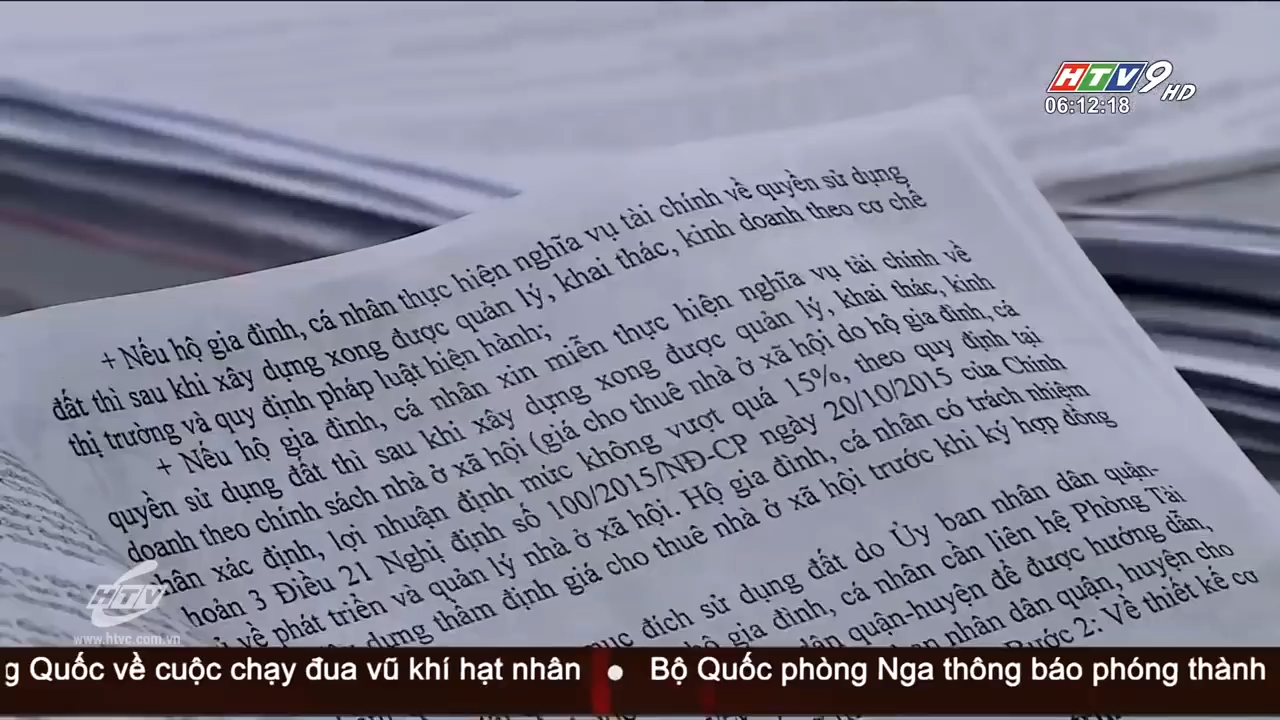 HTV9 HD
06:12:18
+ Nếu hộ gia đình, cá nhân thực hiện nghĩa vụ tài chính về quyền sử dụng
đất thì sau khi xây dựng xong được quản lý, khai thác, kinh doanh theo cơ chế
thị trường và quy định pháp luật hiện hành;
+ Nếu hộ gia đình, cá nhân xin miễn thực hiện nghĩa vụ tài chính về
quyền sử dụng đất thì sau khi xây dựng xong được quản lý, khai thác, kinh
doanh theo chính sách nhà ở xã hội (giá cho thuê nhà ở xã hội do hộ gia đình, cá
nhân xác định, lợi nhuận định mức không vượt quá 15%, theo quy định tại
hoản 3 Điều 21 Nghị định số 100/2015/NĐ-CP ngày 20/10/2015 của Chính
về phát triển và quản lý nhà ở xã hội. Hộ gia đình, cá nhân có trách nhiệm
dựng thẩm định giá cho thuê nhà ở xã hội trước khi ký hợp đồng
đích sử dụng đất do Ủy ban nhân dân quận-
hộ gia đình, cá nhân cần liên hệ Phòng Tài
dân quận-huyện để được hướng dẫn,
nhân dân quận, huyện cho
Bước 2: Về thiết kế cơ
HTV
www.htvc.com.vn
g Quốc về cuộc chạy đua vũ khí hạt nhân ● Bộ Quốc phòng Nga thông báo phóng thành